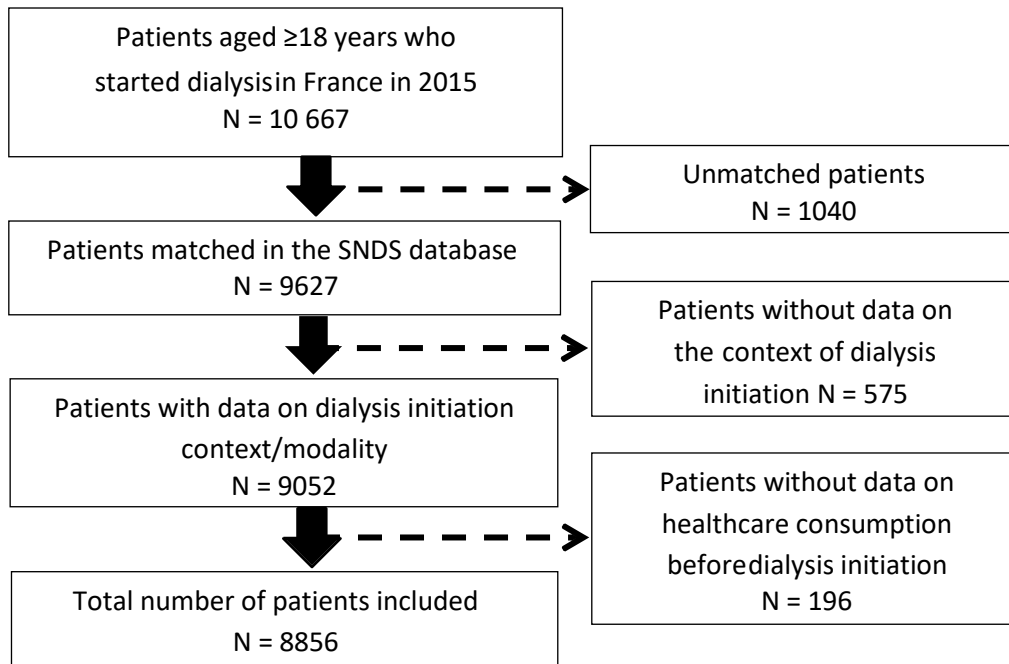 Patients aged ≥18 years who
started dialysisin France in 2015
N = 10 667
Unmatched patients
N = 1040
Patients matched in the SNDS database
N = 9627
Patients without data on
the context of dialysis
initiation N = 575
Patients with data on dialysis initiation
context/modality
N = 9052
Patients without data on
healthcare consumption
beforedialysis initiation
N = 196
Total number of patients included
N = 8856